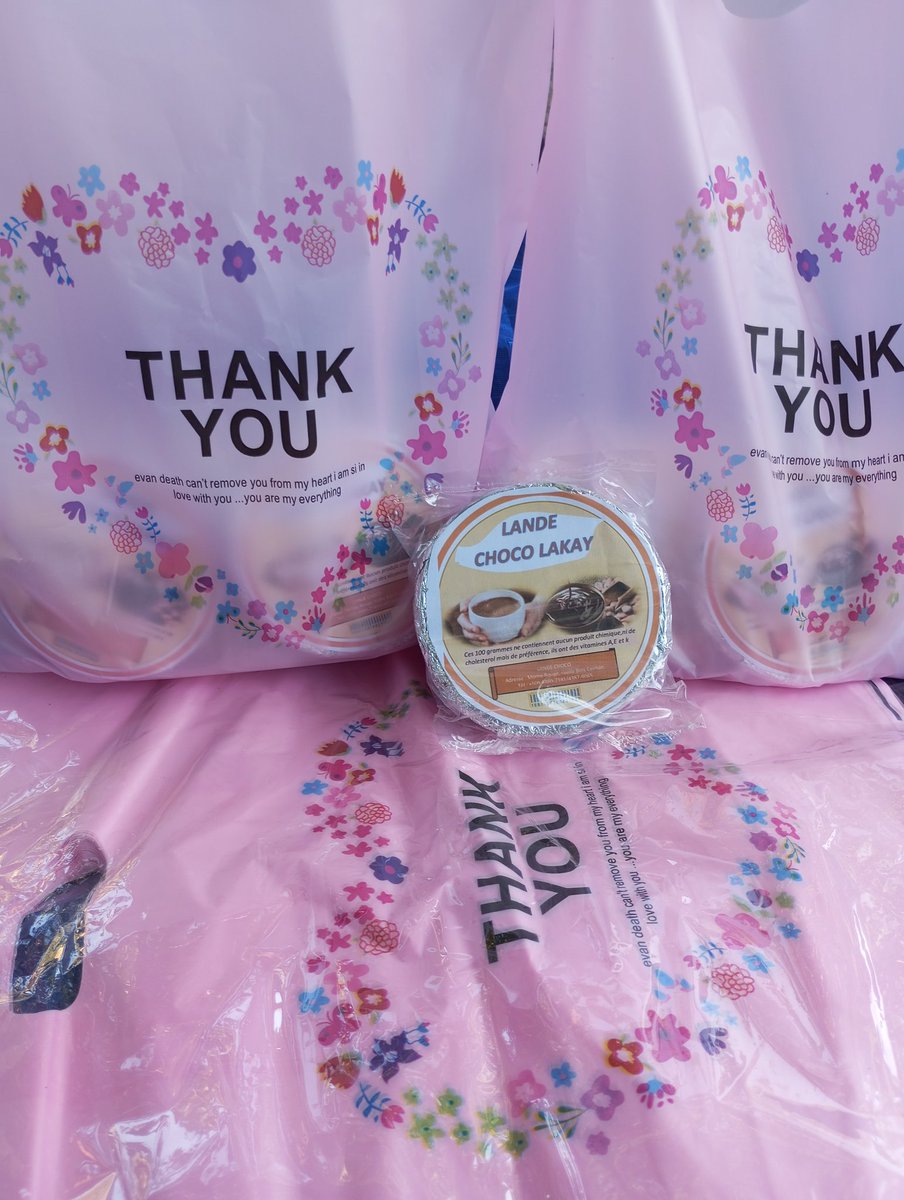 THANK
YOU
evan death can't remove you from my heart i am si in
love with you ...you are my everything
THANK
YOU
evan can't remove you from my heart i am
with you ...you are my everything
LANDE
CHOCO LAKAY
Ces 100 grammes ne contiennent aucun produit chimique,ni de
cholesterol mais de préférence, ils ont des vitamines A,E et k
LANDE CHOCO
Adresse
THANK
YOU
evan death can't remove you from my heart i am si in
love with you ...you are my everything